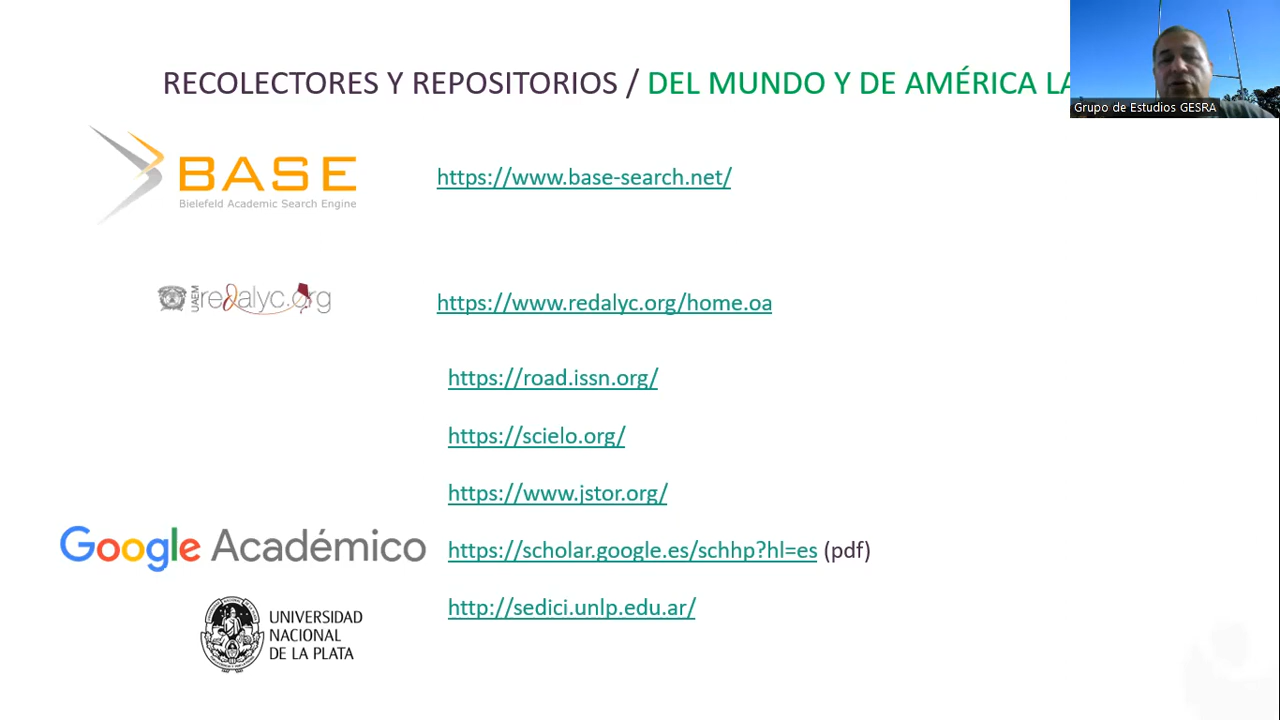 RECOLECTORES Y REPOSITORIOS / DEL MUNDO Y DE AMÉRICA
Grupo de Estudios GESRA
BASE
Bielefeld Academic Search Engine
https://www.base-search.net/
UAEM
redalyc.org
https://www.redalyc.org/home.oa
https://road.issn.org/
https://scielo.org/
https://www.jstor.org/
Google Académico
https://scholar.google.es/schhp?hl=es (pdf)
http://sedici.unlp.edu.ar/
UNIVERSIDAD
NACIONAL
DE LA PLATA